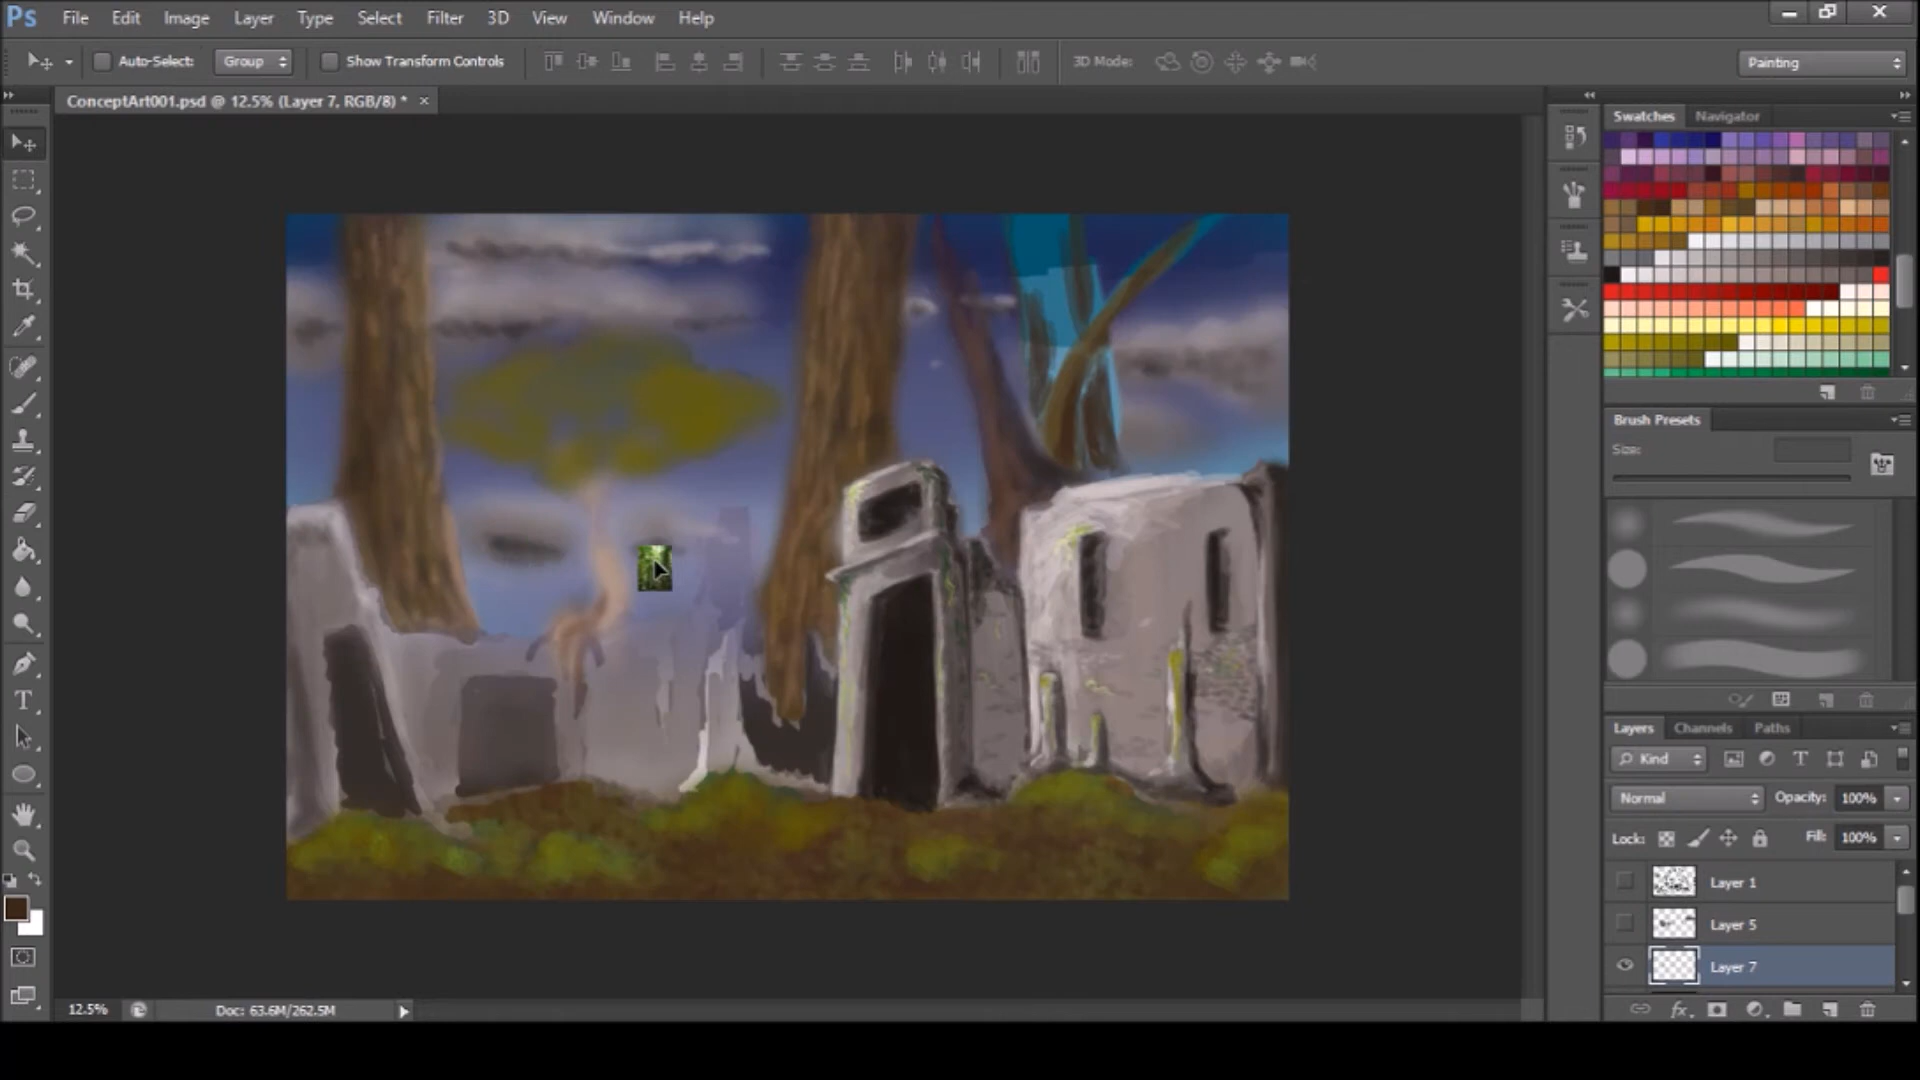 Ps File Edit Image Layer Type Select Filter 3D View Window Help
Auto-Select: Group Show Transform Controls 3D Mode: Painting
ConceptArt001.psd @ 12.5% (Layer 7, RGB/8) * ×
Swatches Navigator
Brush Presets
Size:
Layers Channels Paths
Kind
Normal Opacity: 100%
Lock: Fill: 100%
Layer 1
Layer 5
Layer 7
12.5% Doc: 63.6M/262.5M